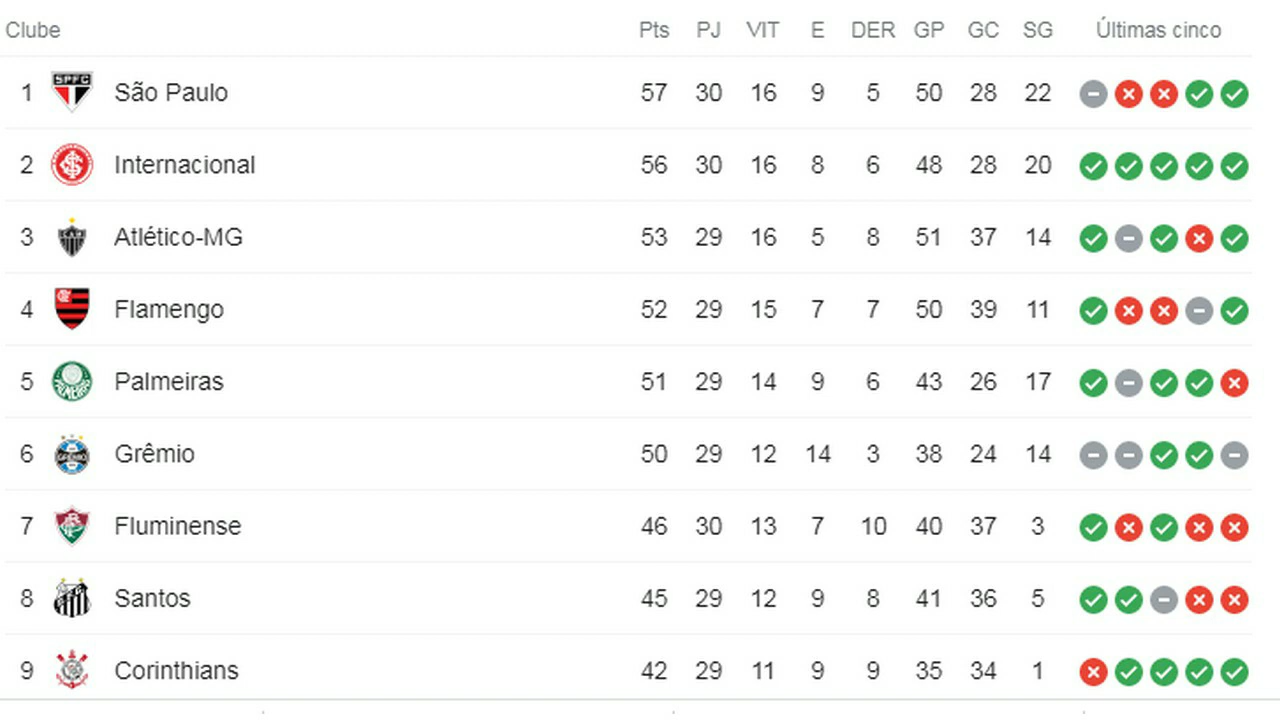 Clube Pts PJ VIT E DER GP GC SG Últimas cinco
1 SPFC São Paulo 57 30 16 9 5 50 28 22
2 Internacional 56 30 16 8 6 48 28 20
3 CAM Atlético-MG 53 29 16 5 8 51 37 14
4 Flamengo 52 29 15 7 7 50 39 11
5 PALMEIRAS Palmeiras 51 29 14 9 6 43 26 17
6 GRÊMIO Grêmio 50 29 12 14 3 38 24 14
7 Fluminense 46 30 13 7 10 40 37 3
8 Santos 45 29 12 9 8 41 36 5
9 Corinthians 42 29 11 9 9 35 34 1